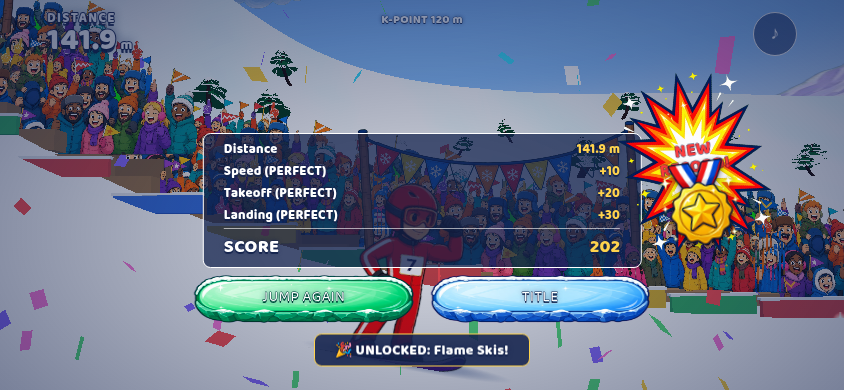 DISTANCE
141.9 m
K-POINT 120 m
♪
Distance 141.9 m
Speed (PERFECT) +10
Takeoff (PERFECT) +20
Landing (PERFECT) +30
SCORE 202
NEW
7
JUMP AGAIN
TITLE
🎉 UNLOCKED: Flame Skis!